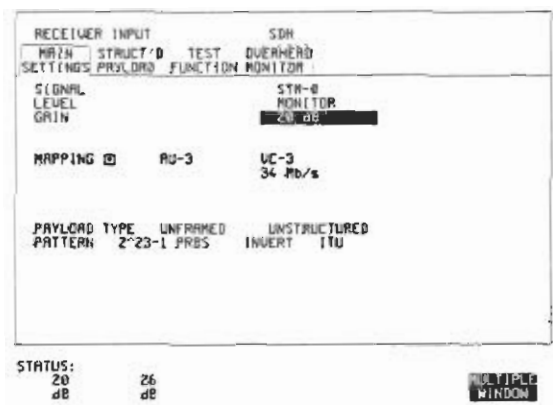 RECEIVER INPUT SDH
MAIN STRUCT'D TEST OVERHEAD
SETTINGS PAYLOAD FUNCTION MONITOR
SIGNAL STM-0
LEVEL MONITOR
GAIN 20 dB
MAPPING AU-3 VC-3
34 Mb/s
PAYLOAD TYPE UNFRAMED UNSTRUCTURED
PATTERN 2^23-1 PRBS INVERT ITU
STATUS:
20 26 MULTIPLE
dB dB WINDOW